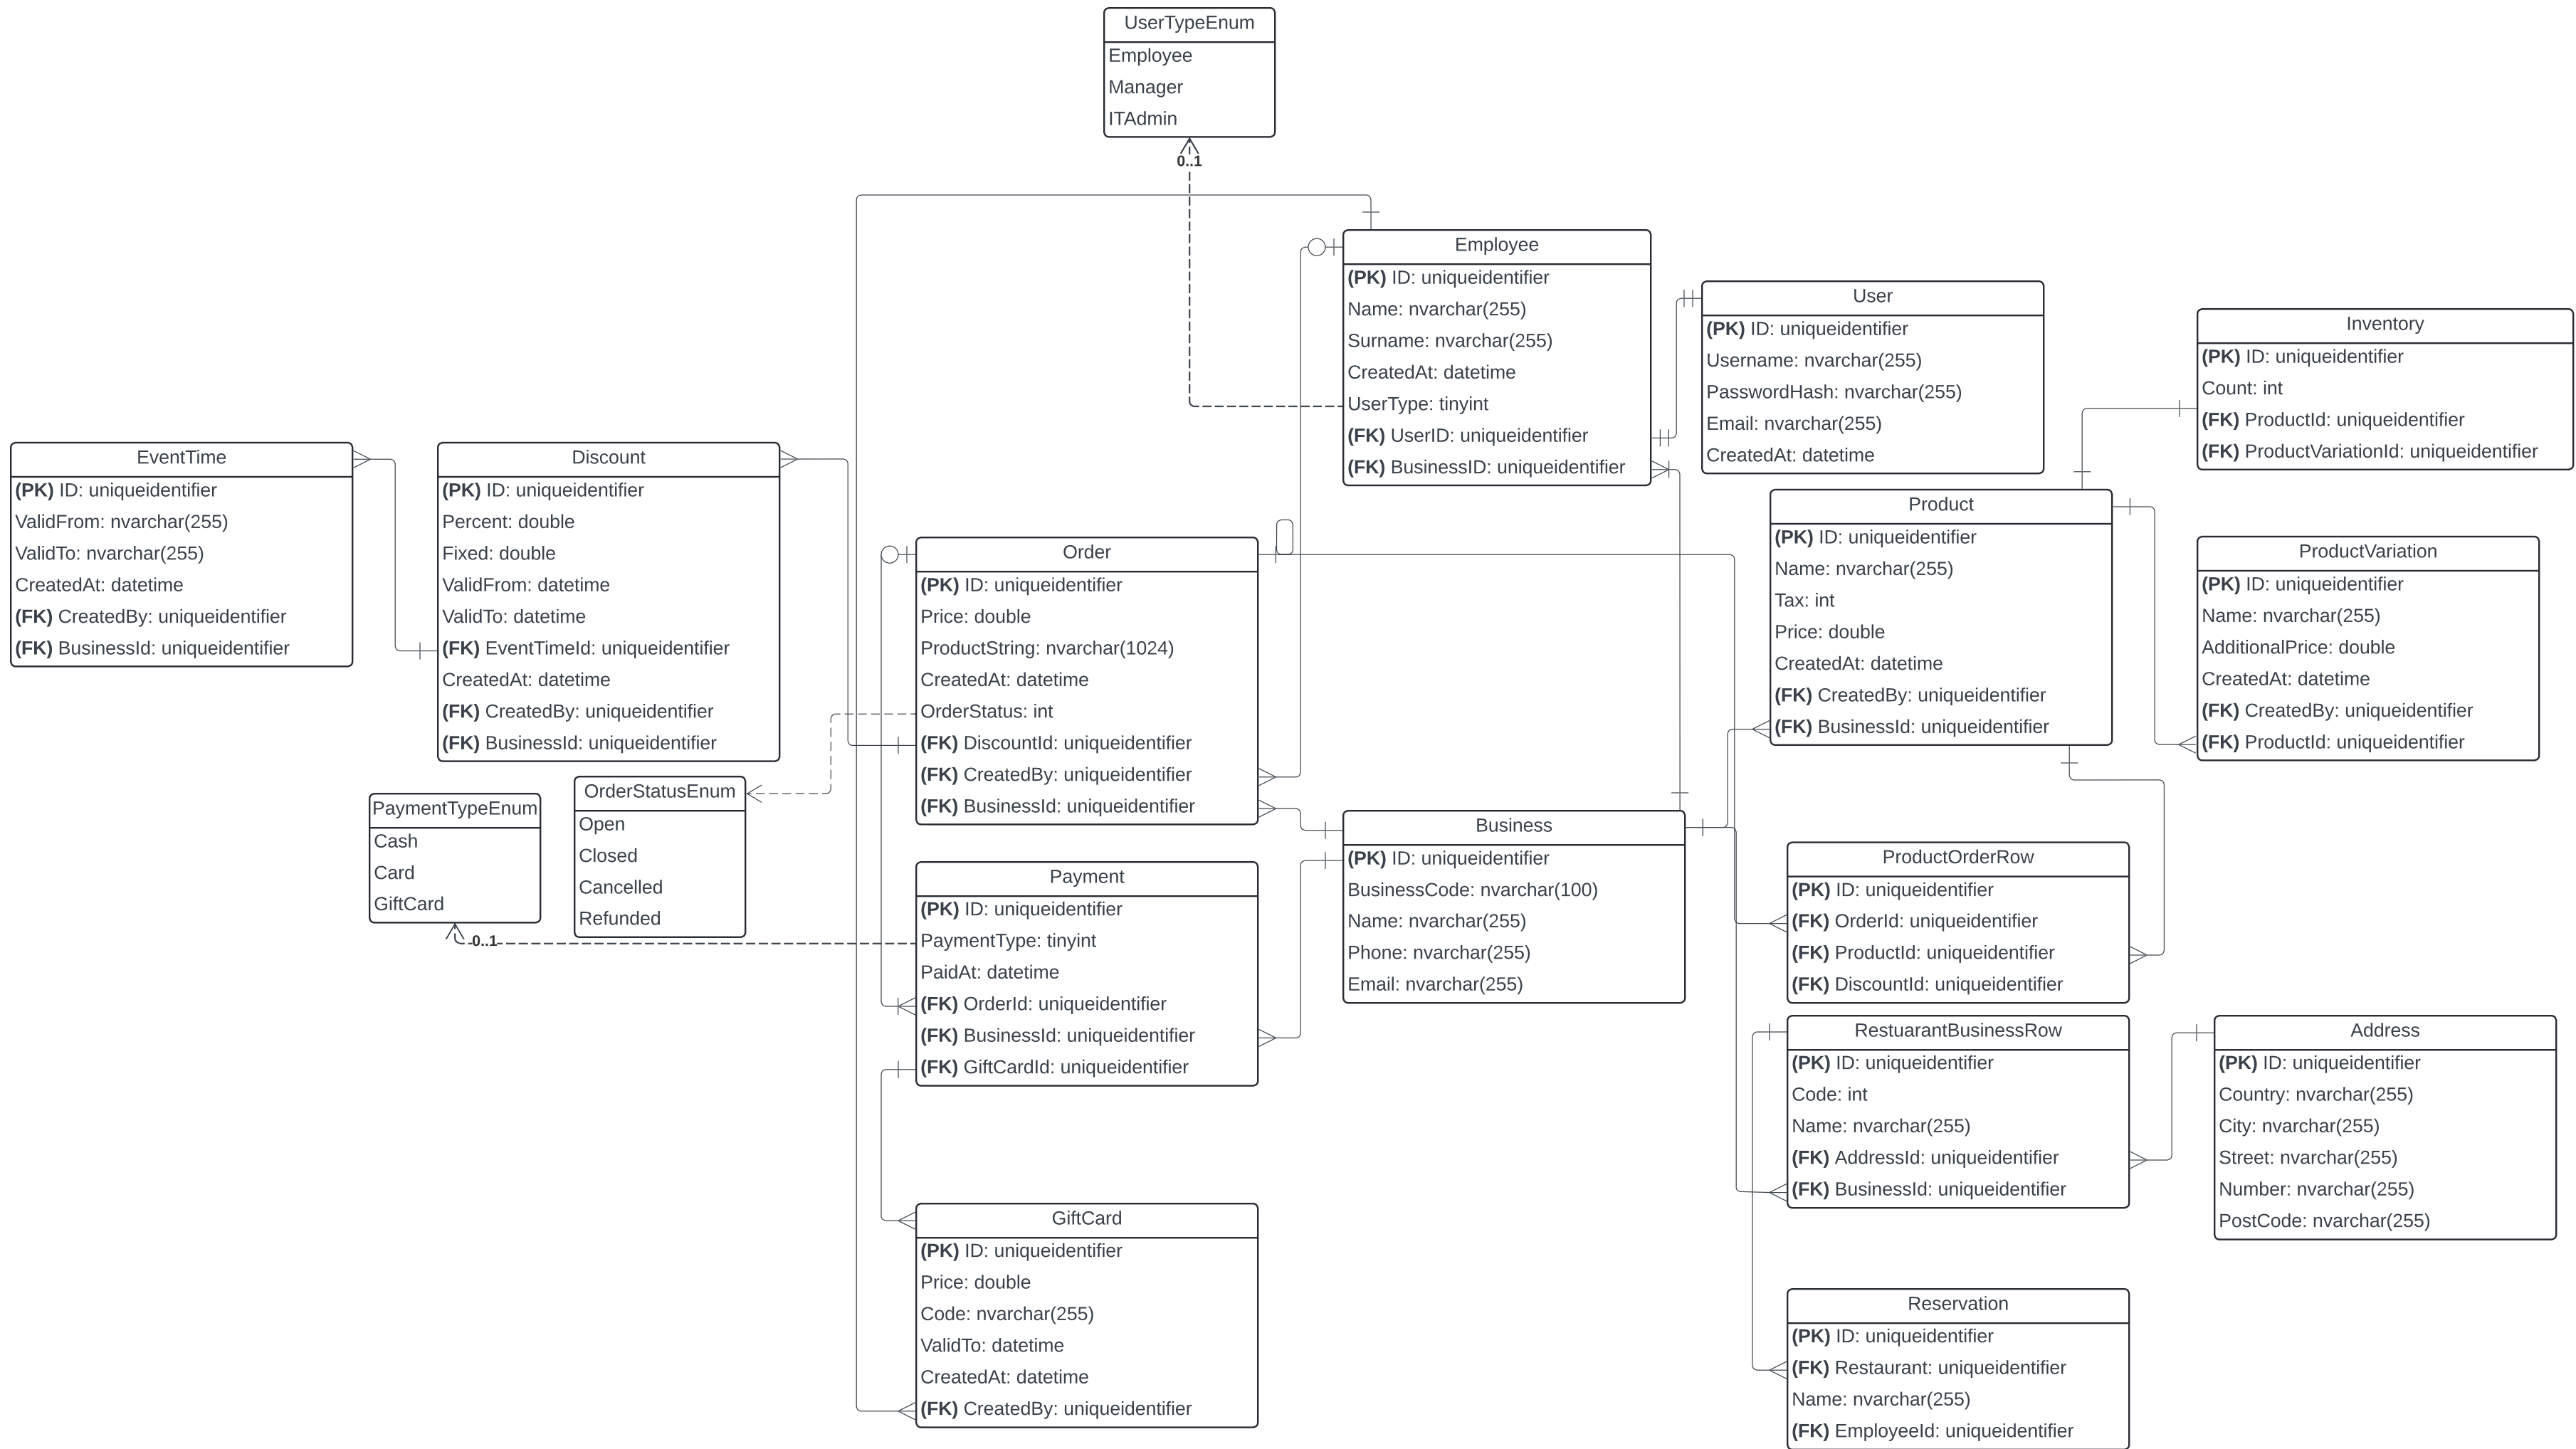 UserTypeEnum
Employee
Manager
ITAdmin
0..1
Employee
(PK) ID: uniqueidentifier
Name: nvarchar(255)
Surname: nvarchar(255)
CreatedAt: datetime
UserType: tinyint
(FK) UserID: uniqueidentifier
(FK) BusinessID: uniqueidentifier
User
(PK) ID: uniqueidentifier
Username: nvarchar(255)
PasswordHash: nvarchar(255)
Email: nvarchar(255)
CreatedAt: datetime
Inventory
(PK) ID: uniqueidentifier
Count: int
(FK) ProductId: uniqueidentifier
(FK) ProductVariationId: uniqueidentifier
EventTime
(PK) ID: uniqueidentifier
ValidFrom: nvarchar(255)
ValidTo: nvarchar(255)
CreatedAt: datetime
(FK) CreatedBy: uniqueidentifier
(FK) BusinessId: uniqueidentifier
Discount
(PK) ID: uniqueidentifier
Percent: double
Fixed: double
ValidFrom: datetime
ValidTo: datetime
(FK) EventTimeId: uniqueidentifier
CreatedAt: datetime
(FK) CreatedBy: uniqueidentifier
(FK) BusinessId: uniqueidentifier
Order
(PK) ID: uniqueidentifier
Price: double
ProductString: nvarchar(1024)
CreatedAt: datetime
OrderStatus: int
(FK) DiscountId: uniqueidentifier
(FK) CreatedBy: uniqueidentifier
(FK) BusinessId: uniqueidentifier
Product
(PK) ID: uniqueidentifier
Name: nvarchar(255)
Tax: int
Price: double
CreatedAt: datetime
(FK) CreatedBy: uniqueidentifier
(FK) BusinessId: uniqueidentifier
ProductVariation
(PK) ID: uniqueidentifier
Name: nvarchar(255)
AdditionalPrice: double
CreatedAt: datetime
(FK) CreatedBy: uniqueidentifier
(FK) ProductId: uniqueidentifier
PaymentTypeEnum
Cash
Card
GiftCard
0..1
OrderStatusEnum
Open
Closed
Cancelled
Refunded
Payment
(PK) ID: uniqueidentifier
PaymentType: tinyint
PaidAt: datetime
(FK) OrderId: uniqueidentifier
(FK) BusinessId: uniqueidentifier
(FK) GiftCardId: uniqueidentifier
Business
(PK) ID: uniqueidentifier
BusinessCode: nvarchar(100)
Name: nvarchar(255)
Phone: nvarchar(255)
Email: nvarchar(255)
ProductOrderRow
(PK) ID: uniqueidentifier
(FK) OrderId: uniqueidentifier
(FK) ProductId: uniqueidentifier
(FK) DiscountId: uniqueidentifier
RestuarantBusinessRow
(PK) ID: uniqueidentifier
Code: int
Name: nvarchar(255)
(FK) AddressId: uniqueidentifier
(FK) BusinessId: uniqueidentifier
Address
(PK) ID: uniqueidentifier
Country: nvarchar(255)
City: nvarchar(255)
Street: nvarchar(255)
Number: nvarchar(255)
PostCode: nvarchar(255)
GiftCard
(PK) ID: uniqueidentifier
Price: double
Code: nvarchar(255)
ValidTo: datetime
CreatedAt: datetime
(FK) CreatedBy: uniqueidentifier
Reservation
(PK) ID: uniqueidentifier
(FK) Restaurant: uniqueidentifier
Name: nvarchar(255)
(FK) EmployeeId: uniqueidentifier